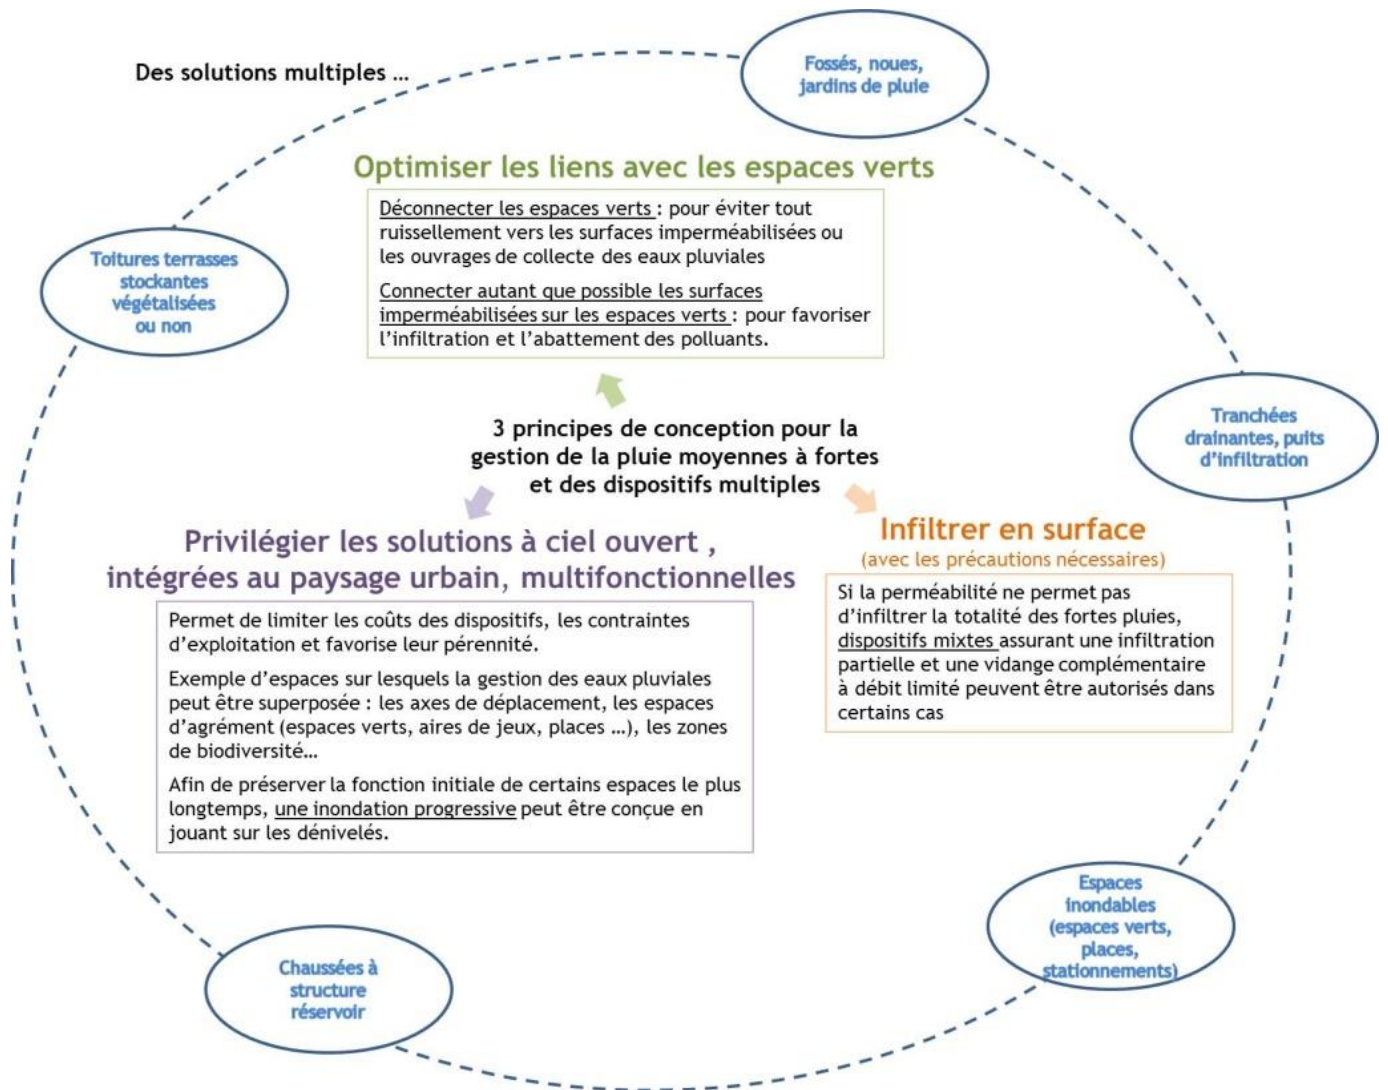 Des solutions multiples ...
Fossés, noues,
jardins de pluie
Optimiser les liens avec les espaces verts
Déconnecter les espaces verts : pour éviter tout
ruissellement vers les surfaces imperméabilisées ou
les ouvrages de collecte des eaux pluviales
Connecter autant que possible les surfaces
imperméabilisées sur les espaces verts : pour favoriser
l'infiltration et l'abattement des polluants.
Toitures terrasses
stockantes
végétalisées
ou non
3 principes de conception pour la
gestion de la pluie moyennes à fortes
et des dispositifs multiples
Tranchées
drainantes, puits
d'infiltration
Privilégier les solutions à ciel ouvert ,
intégrées au paysage urbain, multifonctionnelles
Permet de limiter les coûts des dispositifs, les contraintes
d'exploitation et favorise leur pérennité.
Exemple d'espaces sur lesquels la gestion des eaux pluviales
peut être superposée : les axes de déplacement, les espaces
d'agrément (espaces verts, aires de jeux, places ...), les zones
de biodiversité...
Afin de préserver la fonction initiale de certains espaces le plus
longtemps, une inondation progressive peut être conçue en
jouant sur les dénivelés.
Infiltrer en surface
(avec les précautions nécessaires)
Si la perméabilité ne permet pas
d'infiltrer la totalité des fortes pluies,
dispositifs mixtes assurant une infiltration
partielle et une vidange complémentaire
à débit limité peuvent être autorisés dans
certains cas
Chaussées à
structure
réservoir
Espaces
inondables
(espaces verts,
places,
stationnements)